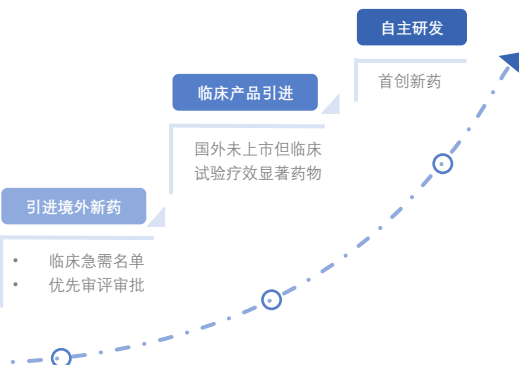 自主研发
首创新药
临床产品引进
国外未上市但临床
试验疗效显著药物
引进境外新药
• 临床急需名单
• 优先审评审批